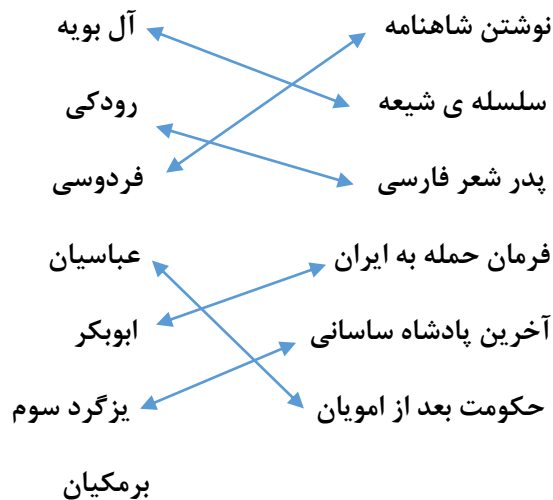 نوشتن شاهنامه آل بویه
سلسله ی شیعه رودکی
پدر شعر فارسی فردوسی
فرمان حمله به ایران عباسیان
آخرین پادشاه ساسانی ابوبکر
حکومت بعد از امویان یزگرد سوم
برمکیان